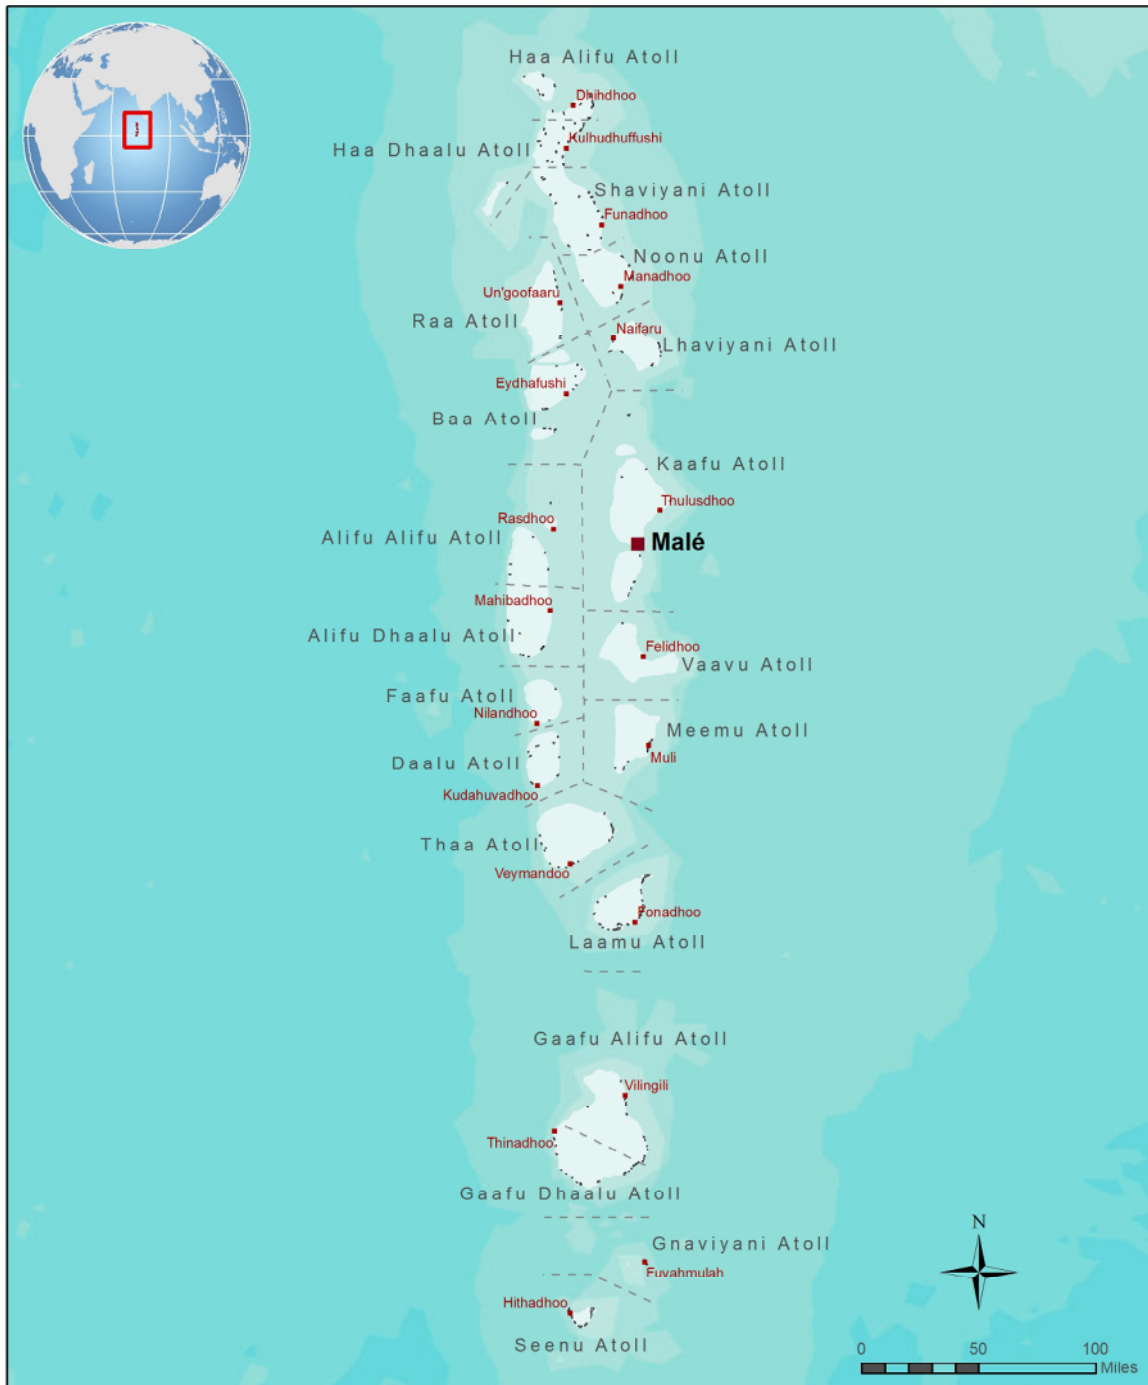 Haa Alifu Atoll
Dhihdhoo
Kulhudhuffushi
Haa Dhaalu Atoll
Shaviyani Atoll
Funadhoo
Noonu Atoll
Manadhoo
Un'goofaaru
Raa Atoll
Naifaru
Lhaviyani Atoll
Eydhafushi
Baa Atoll
Kaafu Atoll
Thulusdhoo
Rasdhoo
Alifu Alifu Atoll
Malé
Mahibadhoo
Alifu Dhaalu Atoll
Felidhoo
Vaavu Atoll
Faafu Atoll
Nilandhoo
Meemu Atoll
Muli
Daalu Atoll
Kudahuvadhoo
Thaa Atoll
Veymandoo
Fonadhoo
Laamu Atoll
Gaafu Alifu Atoll
Vilingili
Thinadhoo
Gaafu Dhaalu Atoll
N
Gnaviyani Atoll
Fuvahmulah
Hithadhoo
Seenu Atoll
0 50 100
Miles